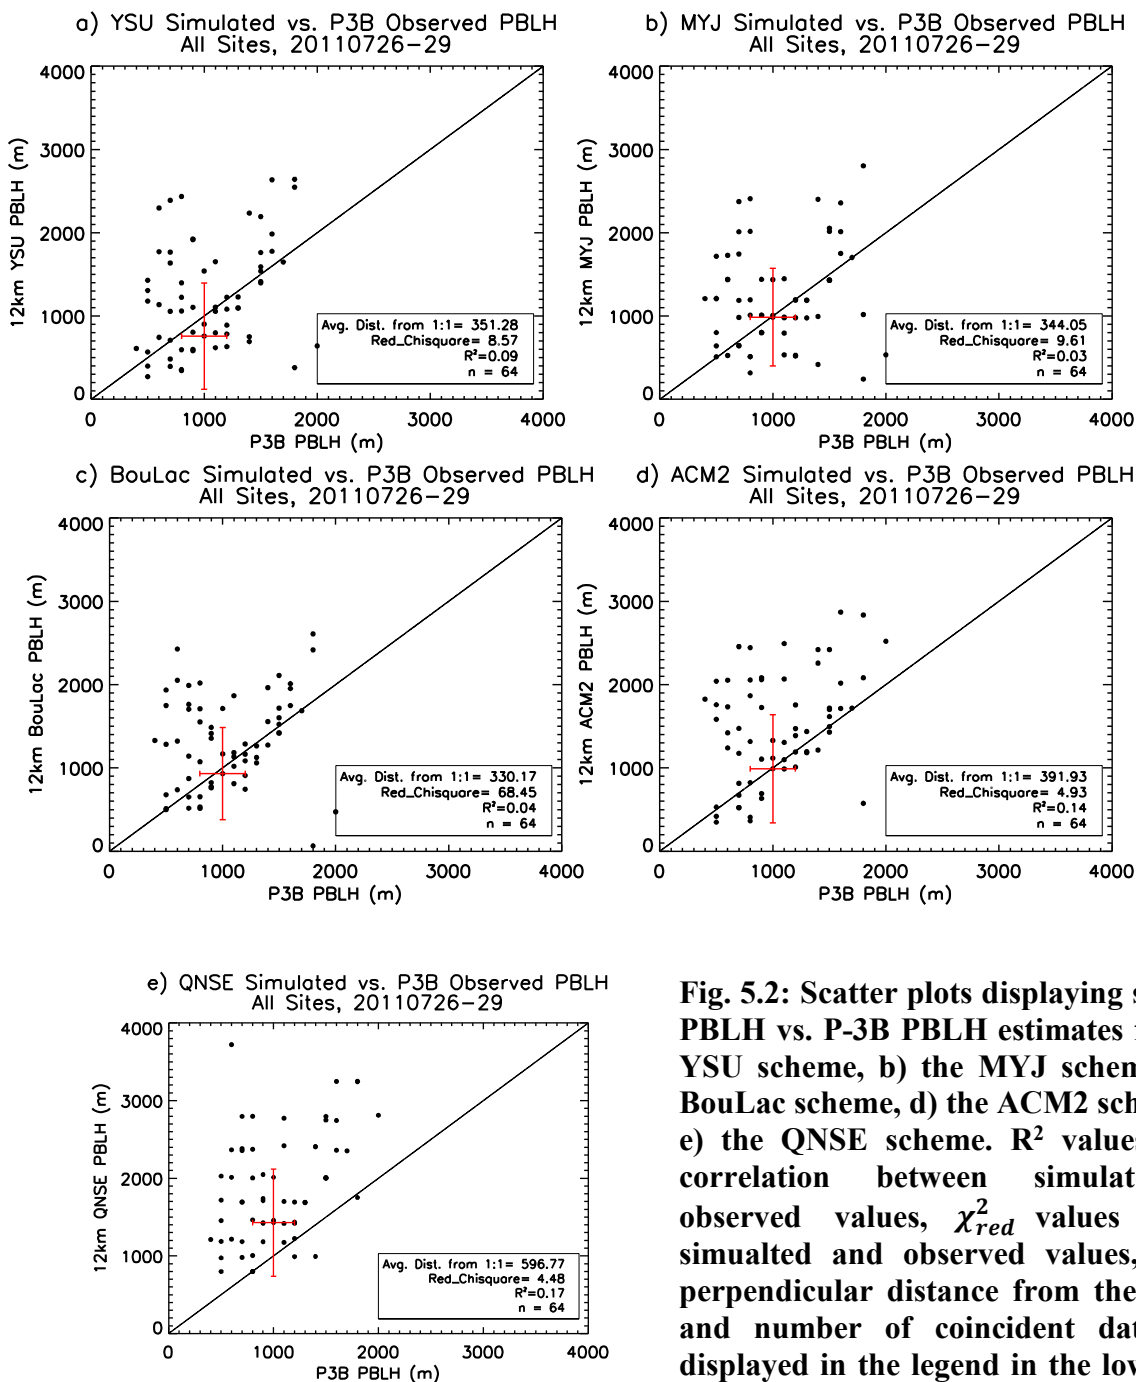 a) YSU Simulated vs. P3B Observed PBLH
All Sites, 20110726-29
4000
3000
2000
1000
0
12km YSU PBLH (m)
0 1000 2000 3000 4000
P3B PBLH (m)
Avg. Dist. from 1:1= 351.28
Red_Chisquare= 8.57
R²=0.09
n = 64
b) MYJ Simulated vs. P3B Observed PBLH
All Sites, 20110726-29
4000
3000
2000
1000
0
12km MYJ PBLH (m)
0 1000 2000 3000 4000
P3B PBLH (m)
Avg. Dist. from 1:1= 344.05
Red_Chisquare= 9.61
R²=0.03
n = 64
c) BouLac Simulated vs. P3B Observed PBLH
All Sites, 20110726-29
4000
3000
2000
1000
0
12km BouLac PBLH (m)
0 1000 2000 3000 4000
P3B PBLH (m)
Avg. Dist. from 1:1= 330.17
Red_Chisquare= 68.45
R²=0.04
n = 64
d) ACM2 Simulated vs. P3B Observed PBLH
All Sites, 20110726-29
4000
3000
2000
1000
0
12km ACM2 PBLH (m)
0 1000 2000 3000 4000
P3B PBLH (m)
Avg. Dist. from 1:1= 391.93
Red_Chisquare= 4.93
R²=0.14
n = 64
e) QNSE Simulated vs. P3B Observed PBLH
All Sites, 20110726-29
4000
3000
2000
1000
0
12km QNSE PBLH (m)
0 1000 2000 3000 4000
P3B PBLH (m)
Avg. Dist. from 1:1= 596.77
Red_Chisquare= 4.48
R²=0.17
n = 64
Fig. 5.2: Scatter plots displaying
PBLH vs. P-3B PBLH estimates
YSU scheme, b) the MYJ schem
BouLac scheme, d) the ACM2 sch
e) the QNSE scheme. R² values
correlation between simulat
observed values, χ²red values
simualted and observed values,
perpendicular distance from the
and number of coincident dat
displayed in the legend in the low